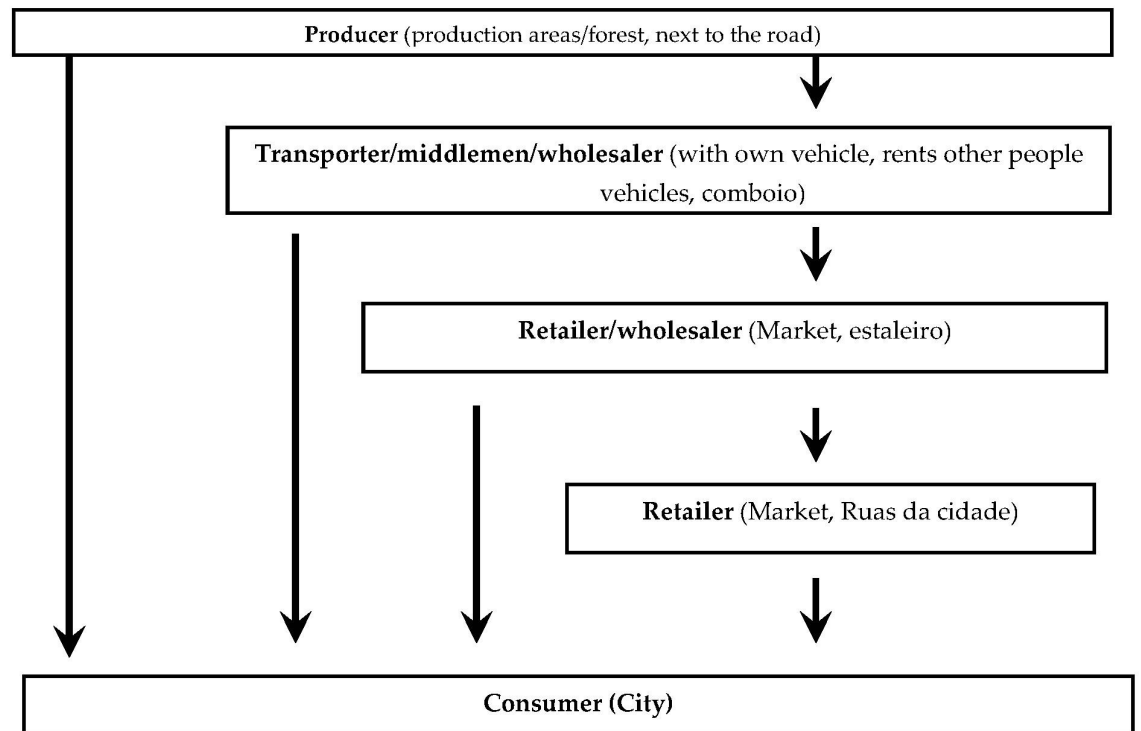 Producer (production areas/forest, next to the road)
Transporter/middlemen/wholesaler (with own vehicle, rents other people
vehicles, comboio)
Retailer/wholesaler (Market, estaleiro)
Retailer (Market, Ruas da cidade)
Consumer (City)